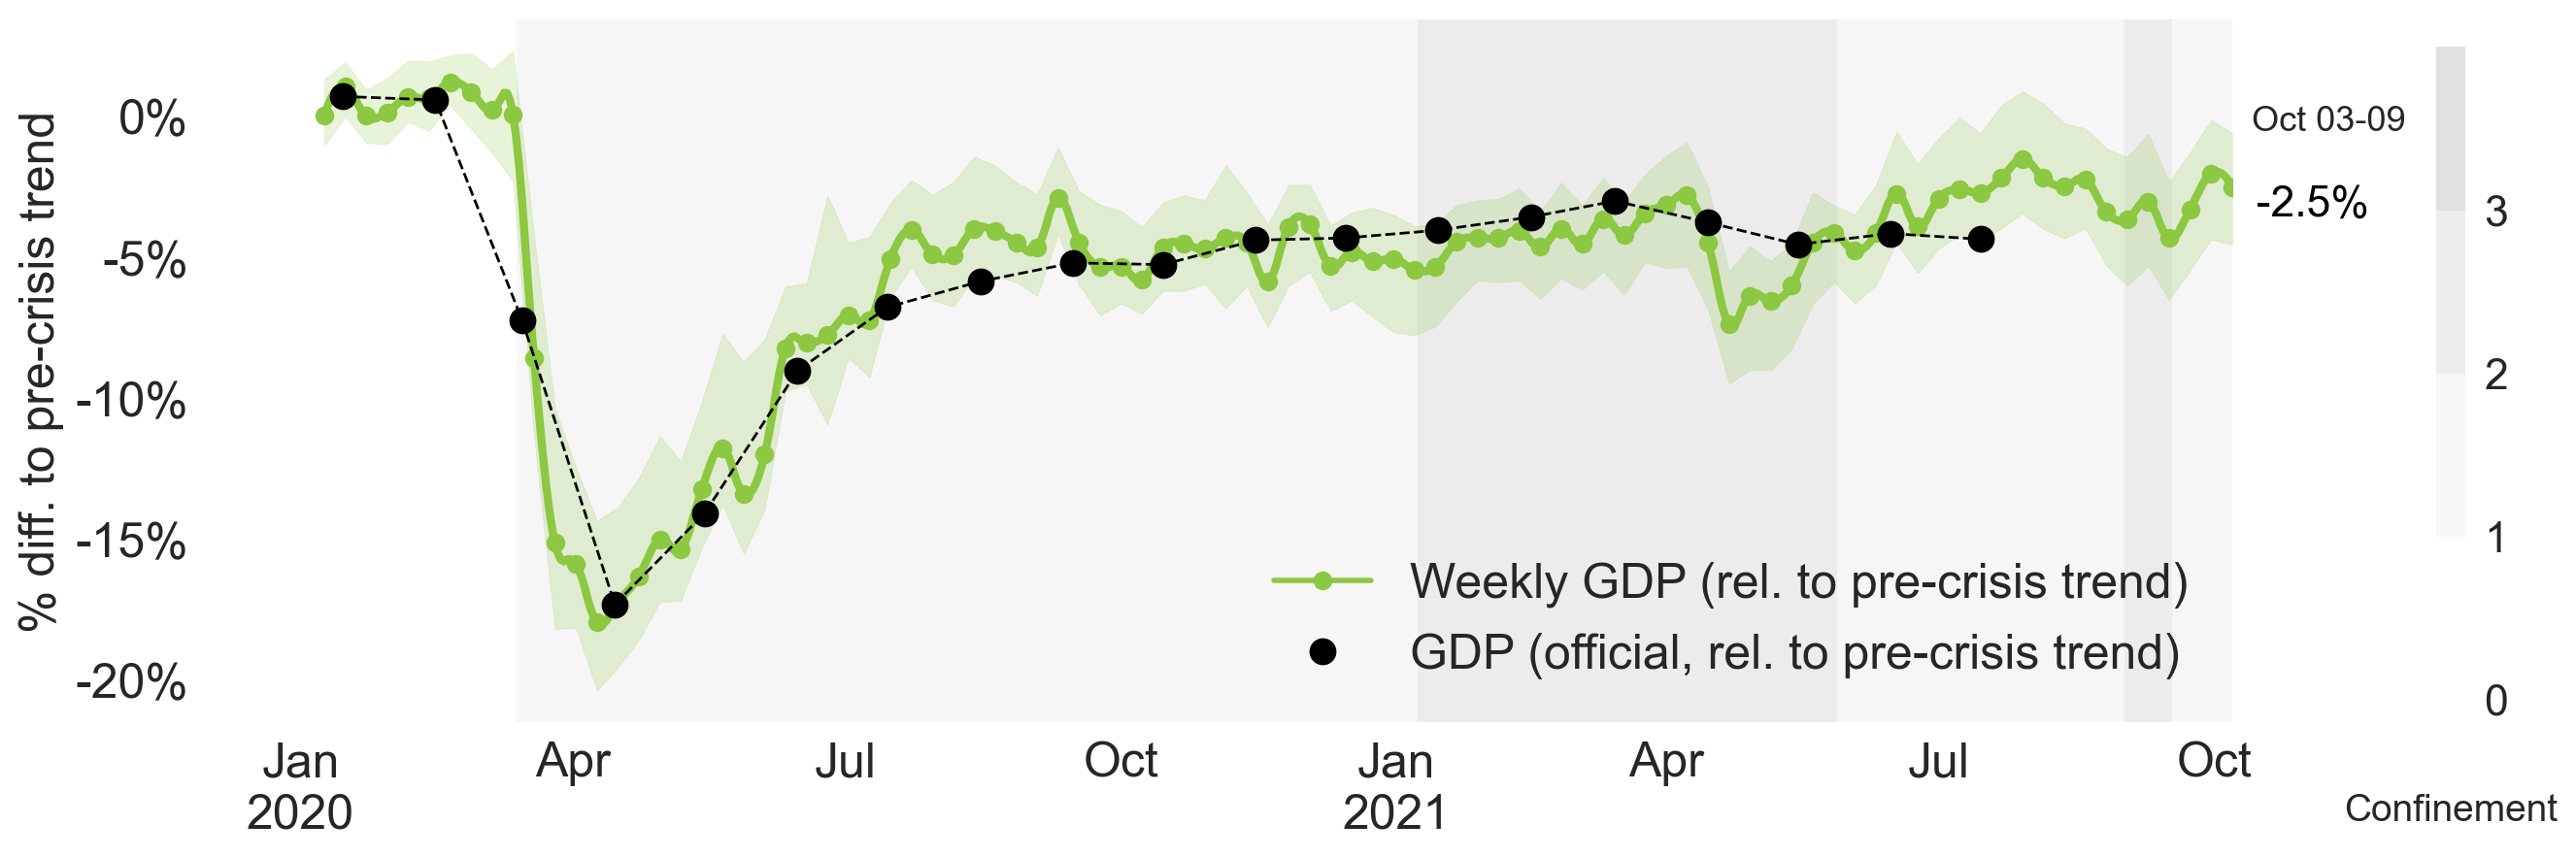 % diff. to pre-crisis trend
0%
-5%
-10%
-15%
-20%
Oct 03-09
-2.5%
3
2
1
0
Weekly GDP (rel. to pre-crisis trend)
GDP (official, rel. to pre-crisis trend)
Jan Apr Jul Oct Jan Apr Jul Oct
2020 2021
Confinement